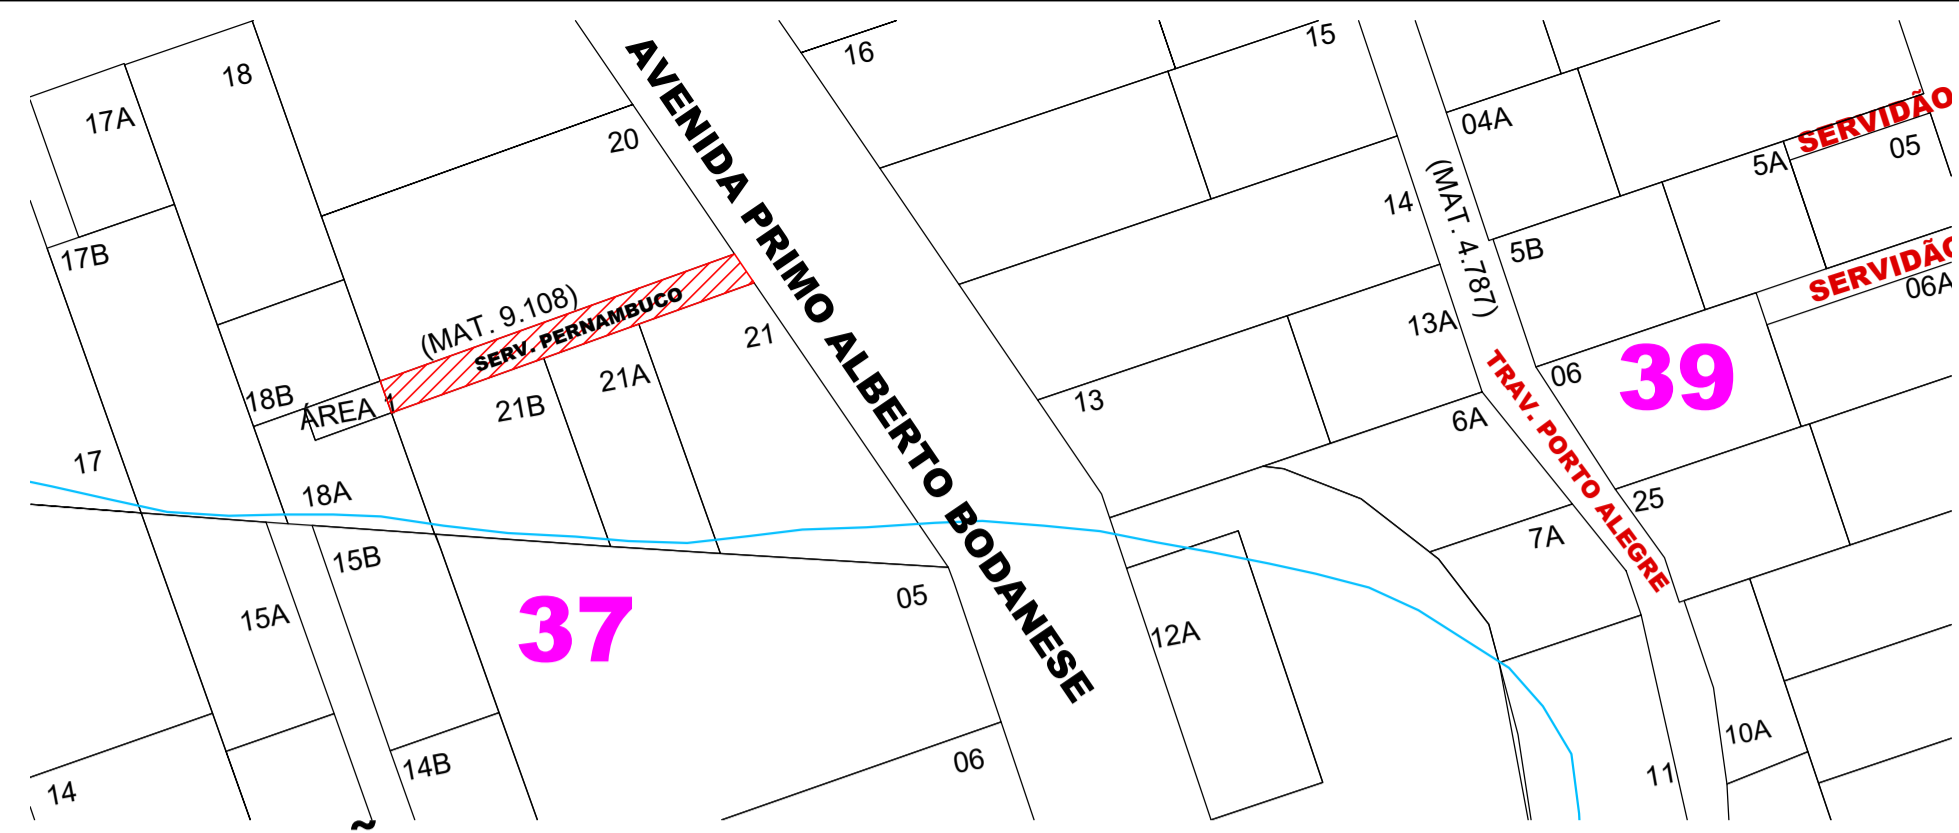 16
15
18
17A
04A
SERVIDÃO
20
05
5A
14
(MAT. 4.787)
17B
5B
SERVIDÃO
06A
(MAT. 9.108)
SERV. PERNAMBUCO
21
13A
AVENIDA PRIMO ALBERTO BODANESE
21A
06
39
18B
ÁREA 1
21B
13
6A
TRAV. PORTO ALEGRE
17
18A
25
7A
15B
05
37
15A
12A
10A
06
14B
11
14